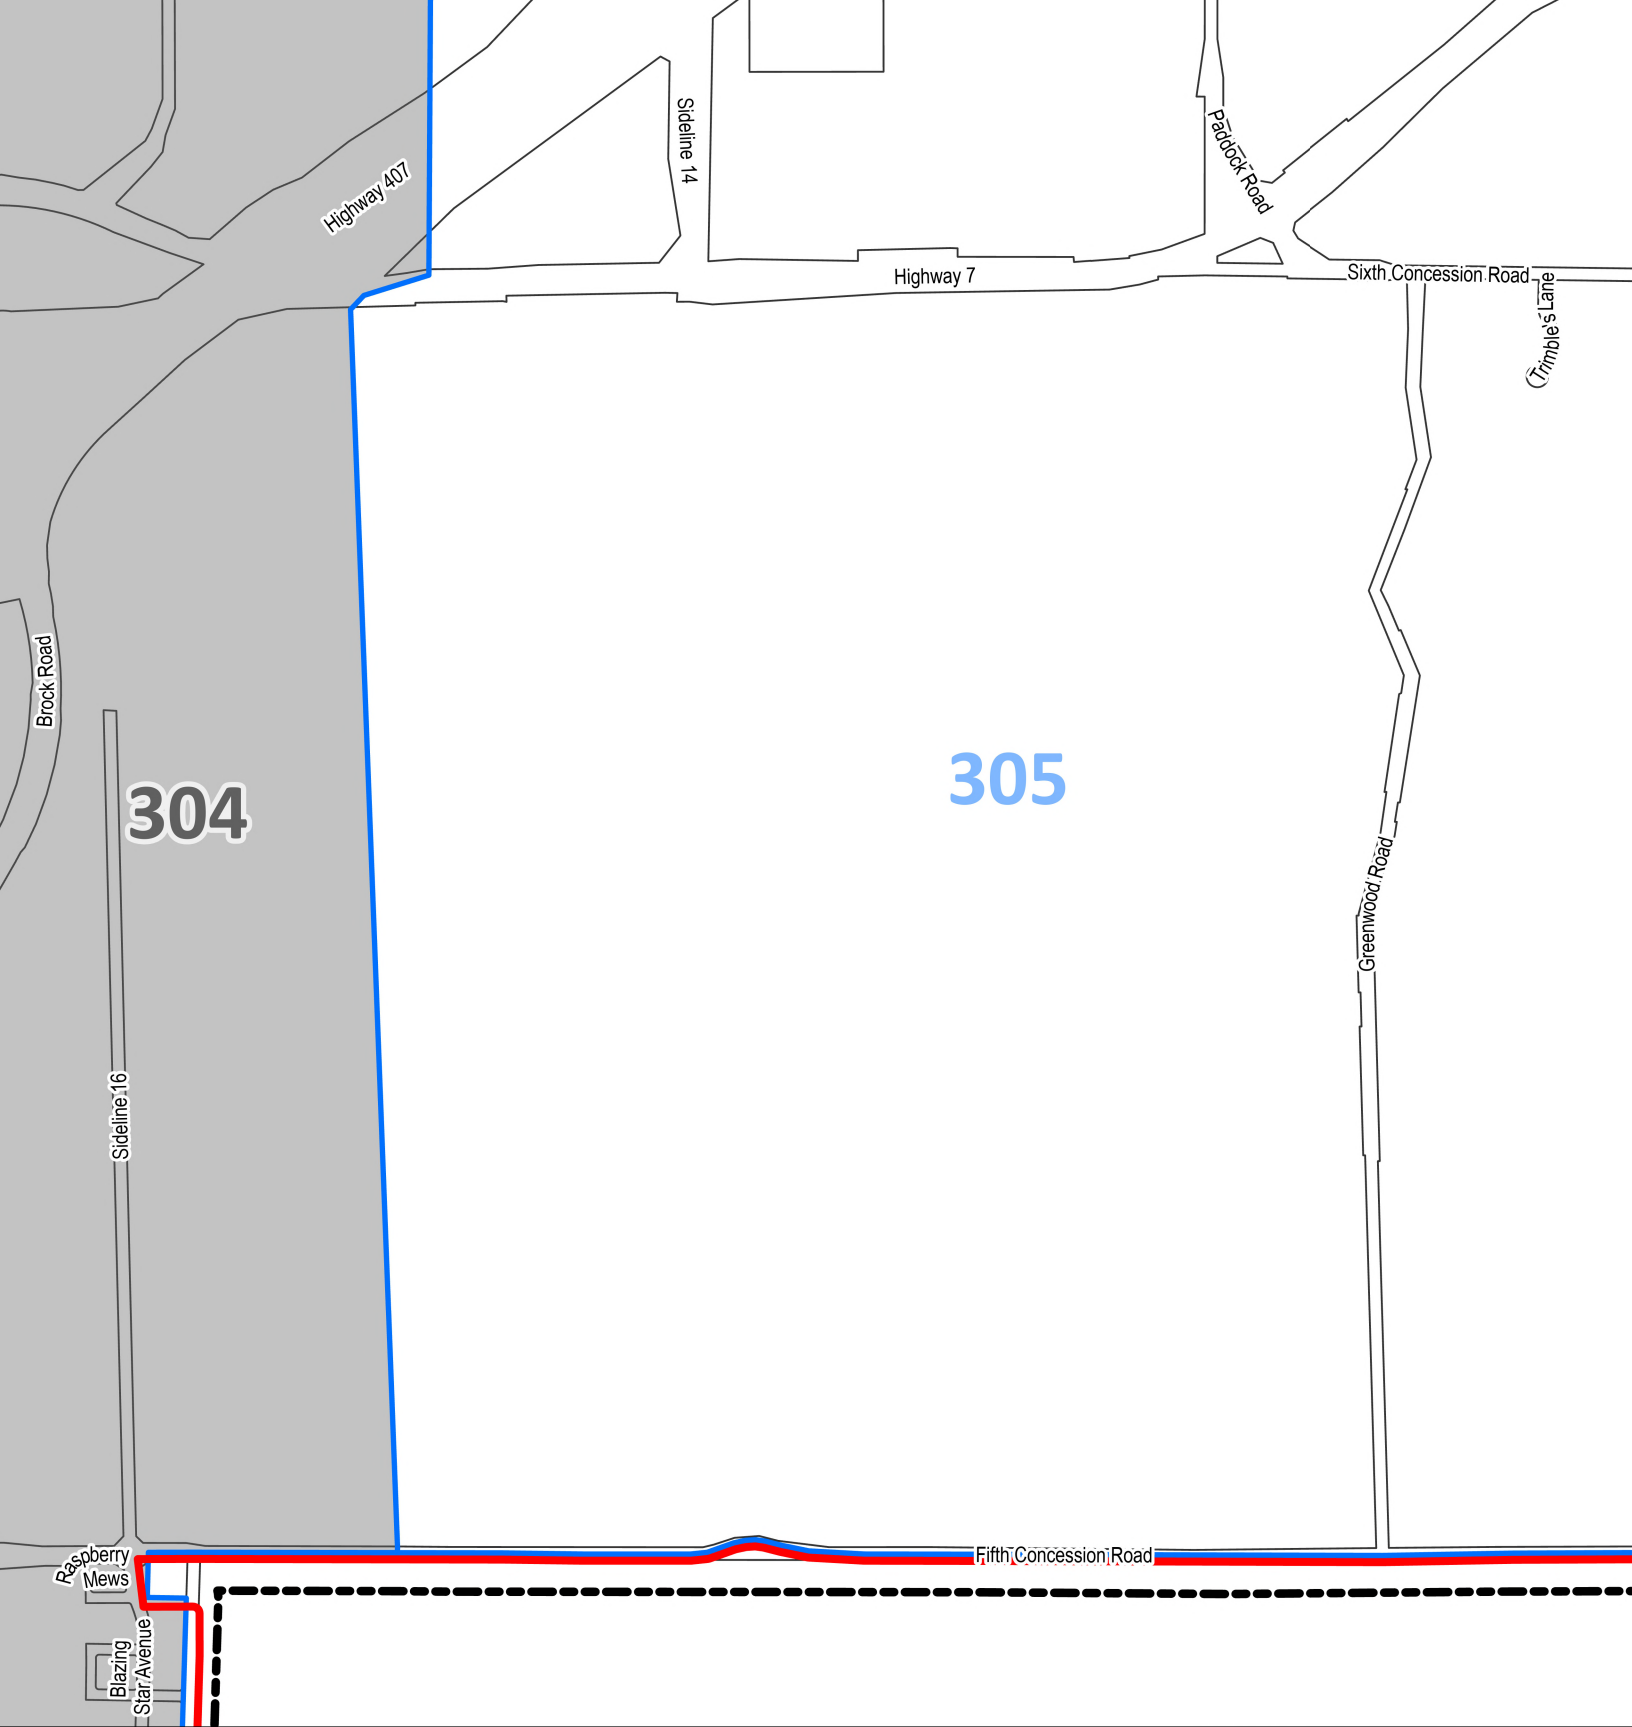 Sideline 14
Paddock Road
Highway 407
Highway 7
Sixth Concession Road
Trimble's Lane
Brock Road
305
304
Greenwood Road
Sideline 16
Raspberry
Mews
Fifth Concession Road
Blazing
Star Avenue